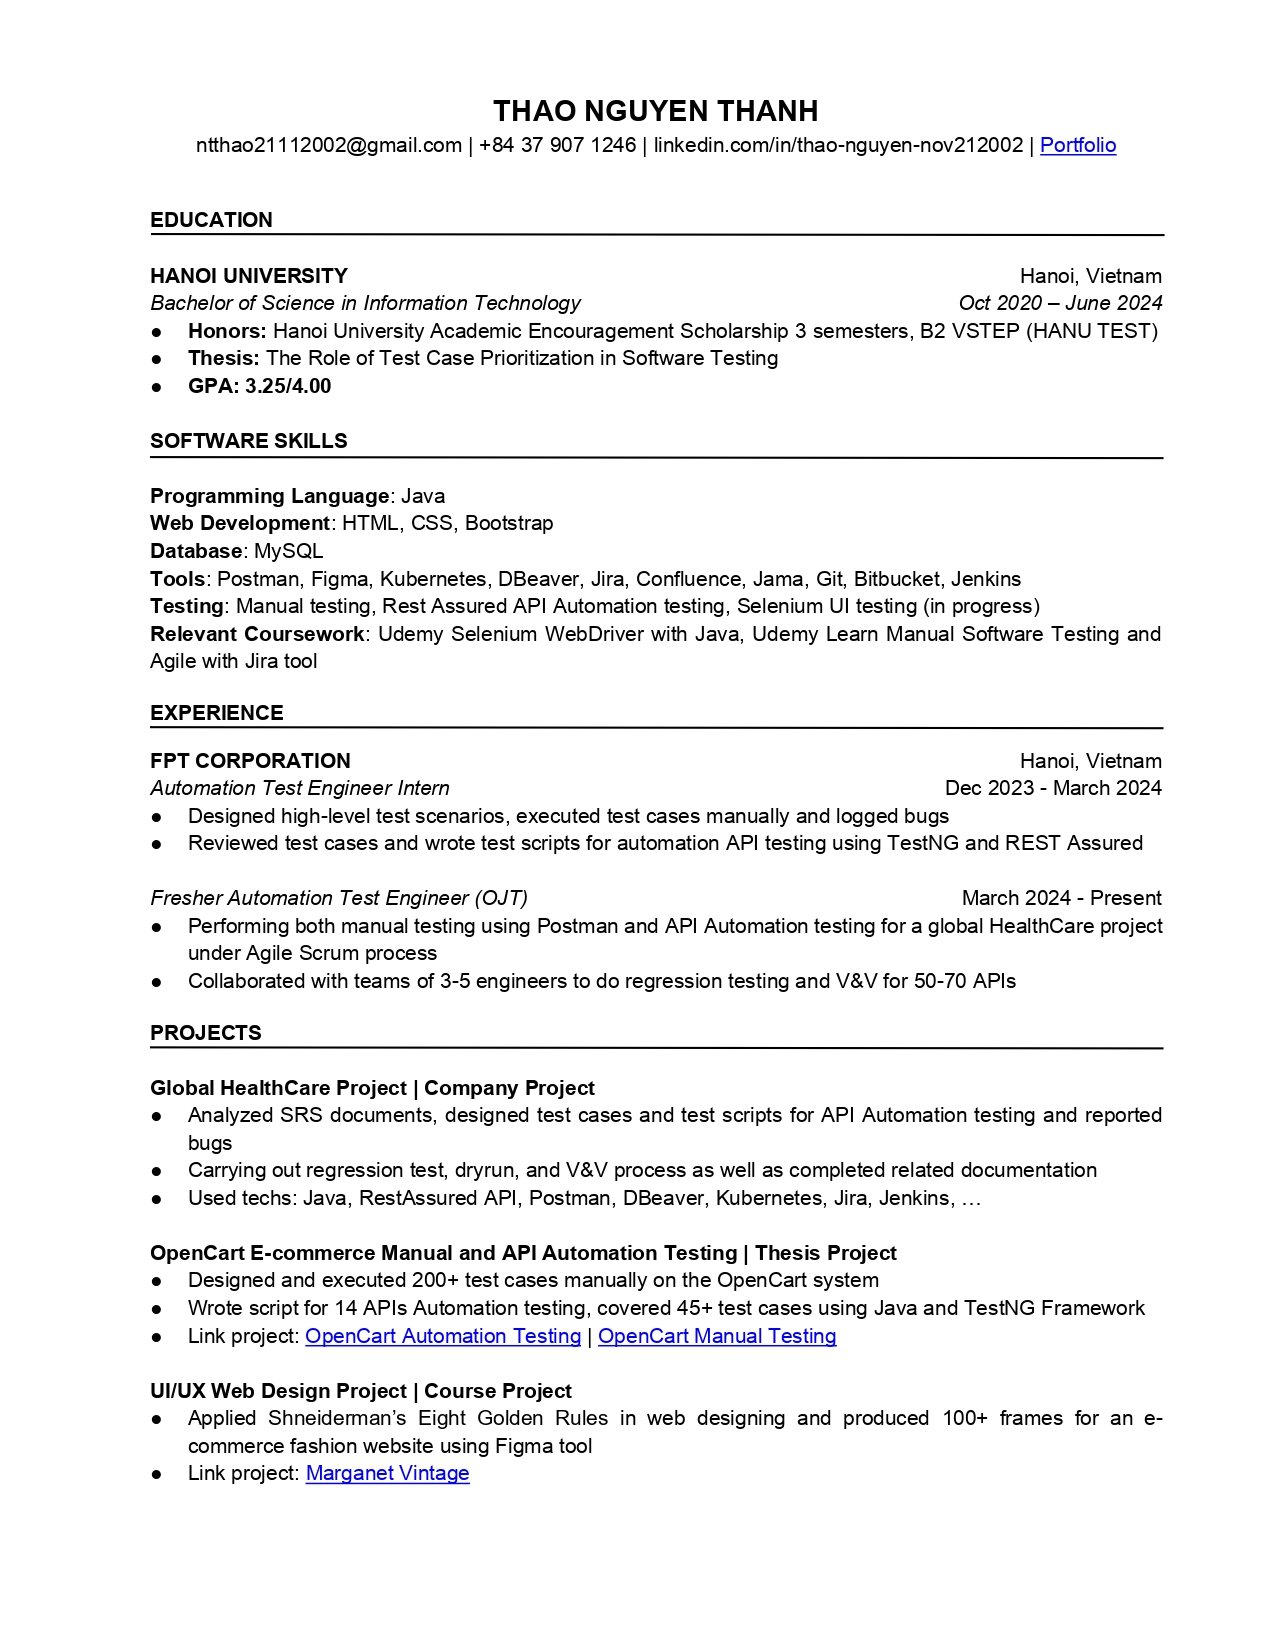 THAO NGUYEN THANH
ntthao21112002@gmail.com | +84 37 907 1246 | linkedin.com/in/thao-nguyen-nov212002 | Portfolio
EDUCATION
HANOI UNIVERSITY Hanoi, Vietnam
Bachelor of Science in Information Technology Oct 2020 – June 2024
● Honors: Hanoi University Academic Encouragement Scholarship 3 semesters, B2 VSTEP (HANU TEST)
● Thesis: The Role of Test Case Prioritization in Software Testing
● GPA: 3.25/4.00
SOFTWARE SKILLS
Programming Language: Java
Web Development: HTML, CSS, Bootstrap
Database: MySQL
Tools: Postman, Figma, Kubernetes, DBeaver, Jira, Confluence, Jama, Git, Bitbucket, Jenkins
Testing: Manual testing, Rest Assured API Automation testing, Selenium UI testing (in progress)
Relevant Coursework: Udemy Selenium WebDriver with Java, Udemy Learn Manual Software Testing and
Agile with Jira tool
EXPERIENCE
FPT CORPORATION Hanoi, Vietnam
Automation Test Engineer Intern Dec 2023 - March 2024
● Designed high-level test scenarios, executed test cases manually and logged bugs
● Reviewed test cases and wrote test scripts for automation API testing using TestNG and REST Assured
Fresher Automation Test Engineer (OJT) March 2024 - Present
● Performing both manual testing using Postman and API Automation testing for a global HealthCare project
under Agile Scrum process
● Collaborated with teams of 3-5 engineers to do regression testing and V&V for 50-70 APIs
PROJECTS
Global HealthCare Project | Company Project
● Analyzed SRS documents, designed test cases and test scripts for API Automation testing and reported
bugs
● Carrying out regression test, dryrun, and V&V process as well as completed related documentation
● Used techs: Java, RestAssured API, Postman, DBeaver, Kubernetes, Jira, Jenkins, …
OpenCart E-commerce Manual and API Automation Testing | Thesis Project
● Designed and executed 200+ test cases manually on the OpenCart system
● Wrote script for 14 APIs Automation testing, covered 45+ test cases using Java and TestNG Framework
● Link project: OpenCart Automation Testing | OpenCart Manual Testing
UI/UX Web Design Project | Course Project
● Applied Shneiderman’s Eight Golden Rules in web designing and produced 100+ frames for an e-
commerce fashion website using Figma tool
● Link project: Marganet Vintage